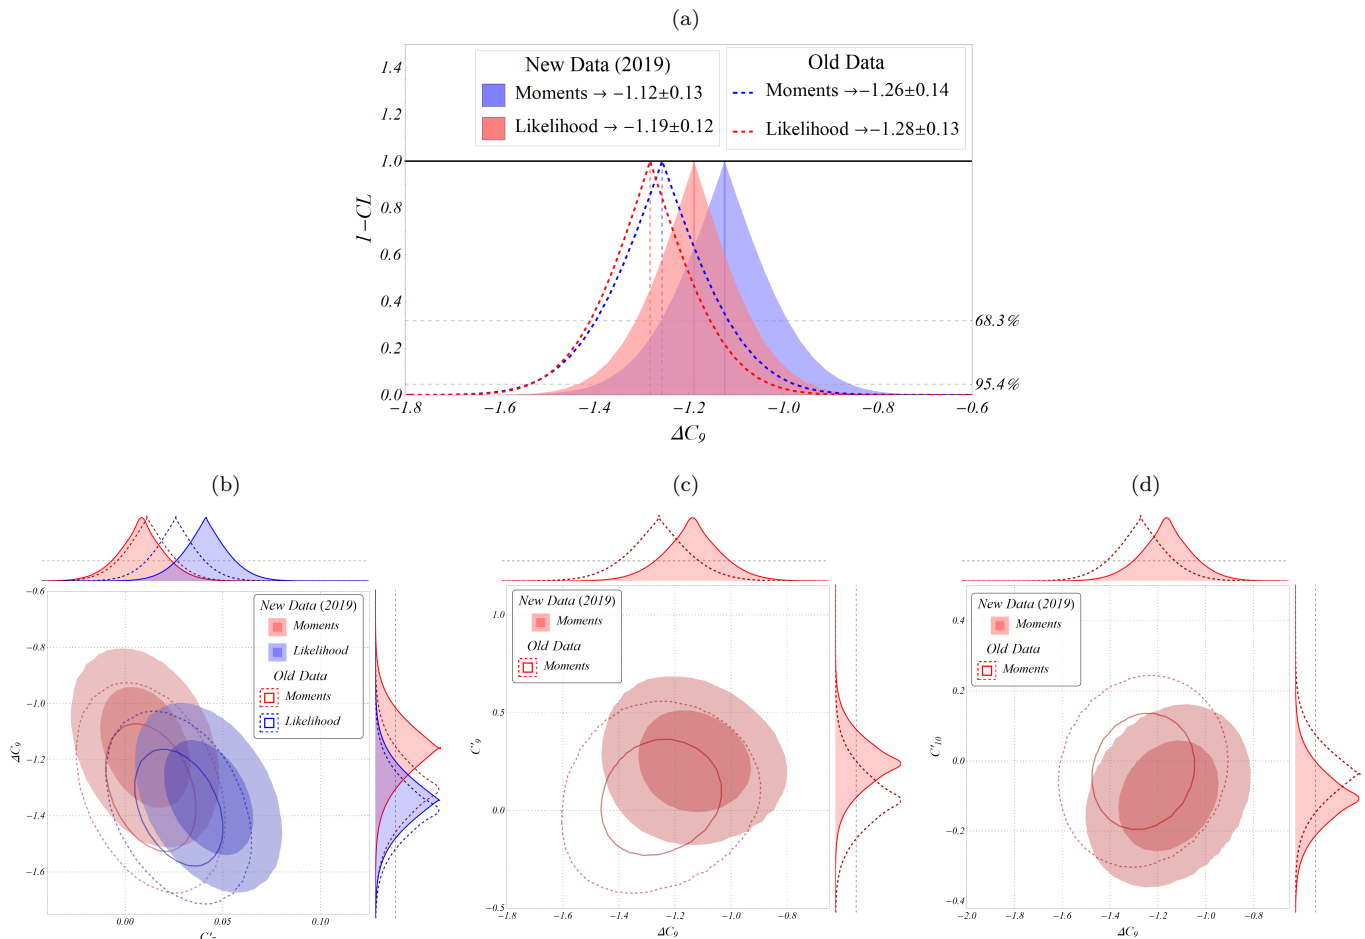 (a)
New Data (2019)
Moments → −1.12±0.13
Likelihood → −1.19±0.12
Old Data
Moments →−1.26±0.14
Likelihood →−1.28±0.13
1.4
1.2
1.0
0.8
0.6
0.4
0.2
0.0
1−CL
68.3%
95.4%
−1.8
−1.6
−1.4
−1.2
−1.0
−0.8
−0.6
ΔC9
(b)
New Data (2019)
Moments
Likelihood
Old Data
Moments
Likelihood
−0.6
−0.8
−1.0
−1.2
−1.4
−1.6
ΔC9
0.00
0.05
0.10
(c)
New Data (2019)
Moments
Old Data
Moments
1.0
0.5
0.0
−0.5
C'9
−1.8
−1.6
−1.4
−1.2
−1.0
−0.8
ΔC9
(d)
New Data (2019)
Moments
Old Data
Moments
0.4
0.2
0.0
−0.2
−0.4
C'10
−2.0
−1.8
−1.6
−1.4
−1.2
−1.0
−0.8
ΔC9